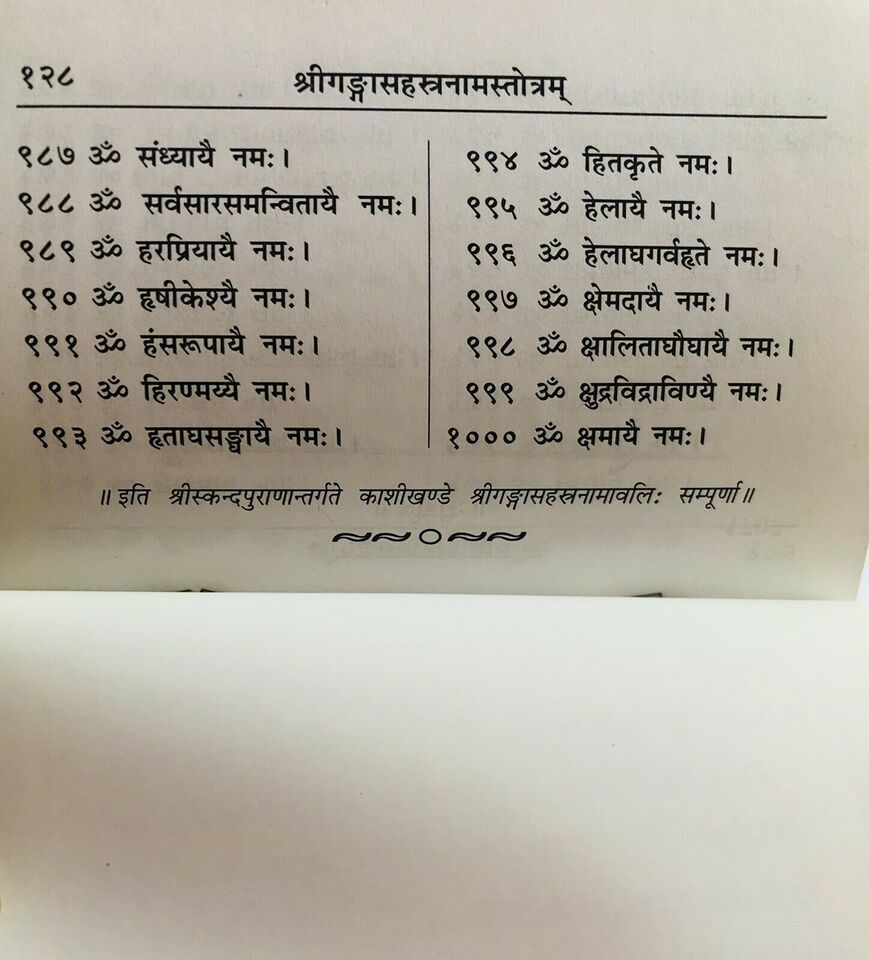 १२८ श्रीगङ्गासहस्त्रनामस्तोत्रम्
९८७ ॐ संध्यायै नमः।
९८८ ॐ सर्वसारसमन्वितायै नमः।
९८९ ॐ हरप्रियायै नमः।
९९० ॐ हृषीकेश्यै नमः।
९९१ ॐ हंसरूपायै नमः।
९९२ ॐ हिरण्मय्यै नमः।
९९३ ॐ हृताघसङ्घायै नमः।
९९४ ॐ हितकृते नमः।
९९५ ॐ हेलायै नमः।
९९६ ॐ हेलाघगर्वहृते नमः।
९९७ ॐ क्षेमदायै नमः।
९९८ ॐ क्षालिताघौघायै नमः।
९९९ ॐ क्षुद्रविद्राविण्यै नमः।
१००० ॐ क्षमायै नमः।
॥ इति श्रीस्कन्दपुराणान्तर्गते काशीखण्डे श्रीगङ्गासहस्त्रनामावलिः सम्पूर्णा॥